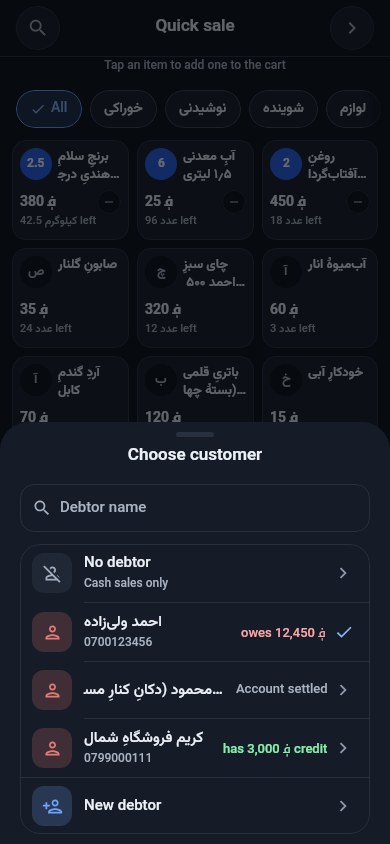 Quick sale
Tap an item to add one to the cart
All
خوراکی
نوشیدنی
شوینده
لوازم
2.5
برنجِ سلامِ
هندیِ درج...
380 ؋
42.5 کیلوگرم left
6
آبِ معدنی
۱٫۵ لیتری
25 ؋
96 عدد left
2
روغنِ
آفتاب‌گردا...
450 ؋
18 عدد left
ص
صابونِ گلنار
35 ؋
24 عدد left
چ
چای سبزِ
احمد ۵۰۰...
320 ؋
12 عدد left
آ
آب‌میوهٔ انار
60 ؋
3 عدد left
آ
آردِ گندمِ
کابل
70 ؋
ب
باتریِ قلمی
(بستهٔ چها...
120 ؋
خ
خودکارِ آبی
15 ؋
Choose customer
Debtor name
No debtor
Cash sales only
احمد ولی‌زاده
0700123456
owes 12,450 ؋
محمود (دکانِ کنارِ مس...
Account settled
کریم فروشگاهِ شمال
0799000111
has 3,000 ؋ credit
New debtor